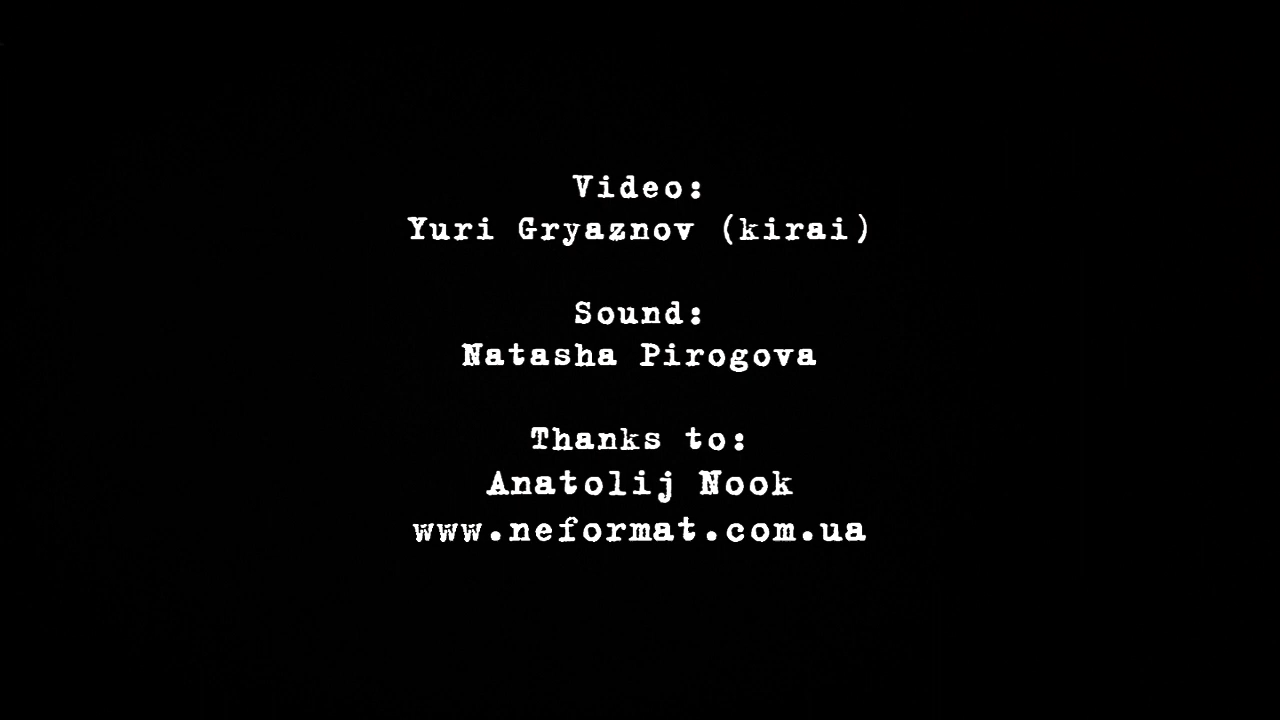 Video:
Yuri Gryaznov (kirai)
Sound:
Natasha Pirogova
Thanks to:
Anatolij Nook
www.neformat.com.ua